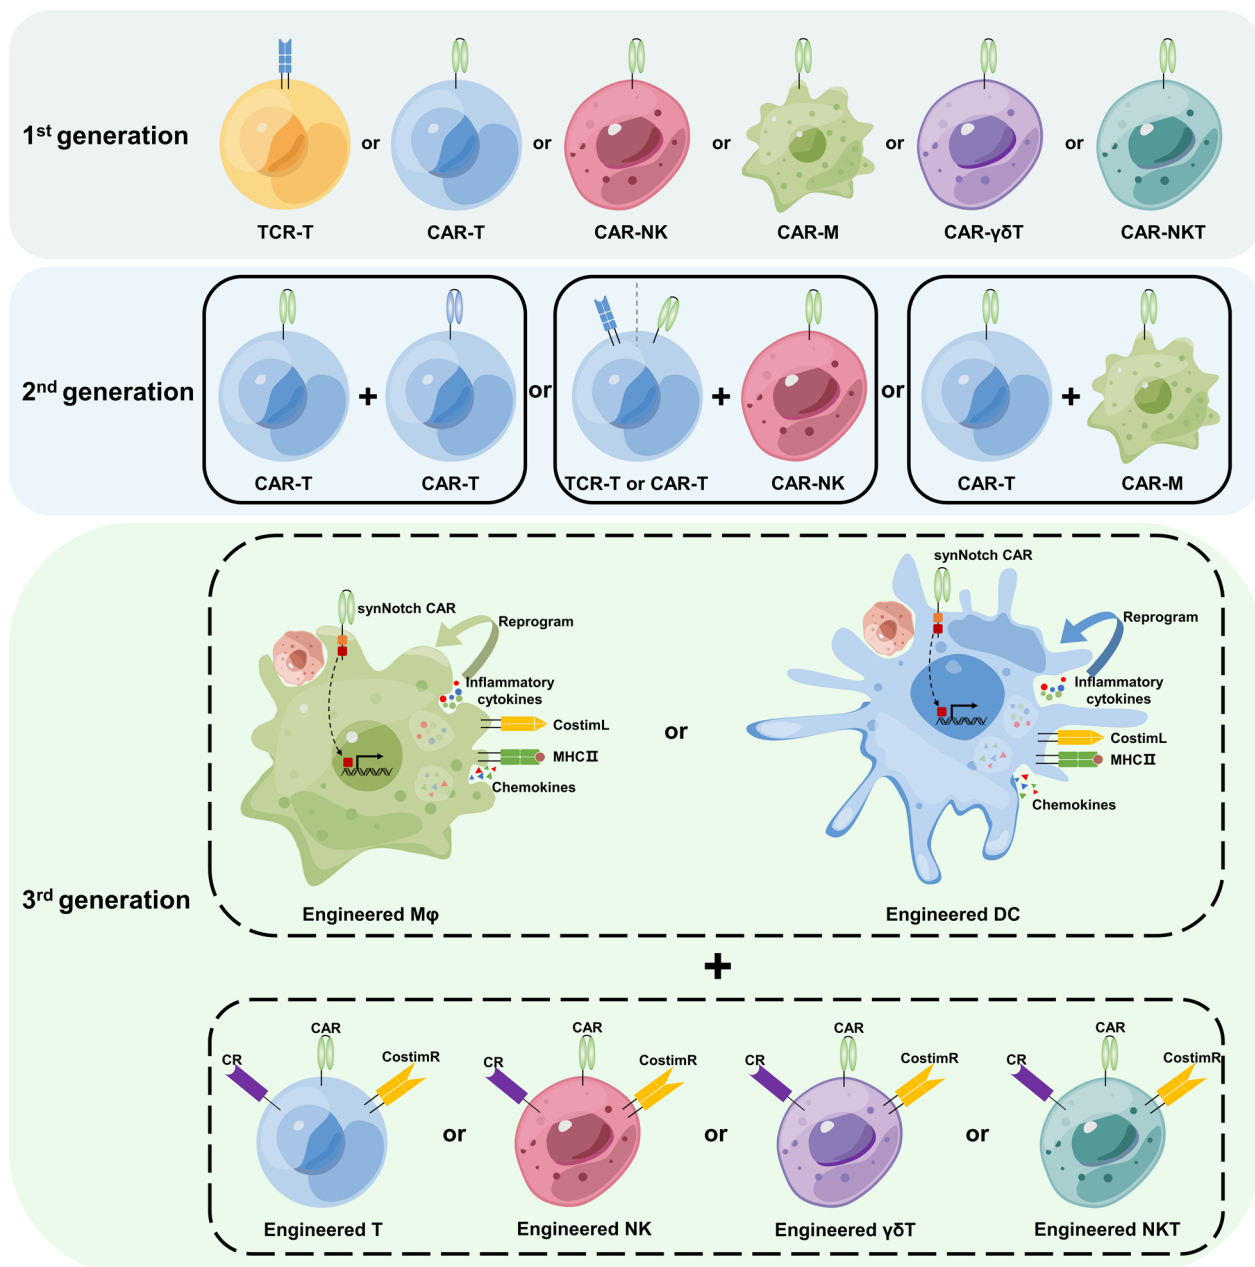 1st generation
or
or
or
or
or
TCR-T
CAR-T
CAR-NK
CAR-M
CAR-γδT
CAR-NKT
2nd generation
+
or
+
or
+
CAR-T
CAR-T
TCR-T or CAR-T
CAR-NK
CAR-T
CAR-M
3rd generation
synNotch CAR
Reprogram
Inflammatory
cytokines
CostimL
MHCⅡ
Chemokines
Engineered Mφ
or
synNotch CAR
Reprogram
Inflammatory
cytokines
CostimL
MHCⅡ
Chemokines
Engineered DC
+
CR
CAR
CostimR
Engineered T
or
CR
CAR
CostimR
Engineered NK
or
CR
CAR
CostimR
Engineered γδT
or
CR
CAR
CostimR
Engineered NKT